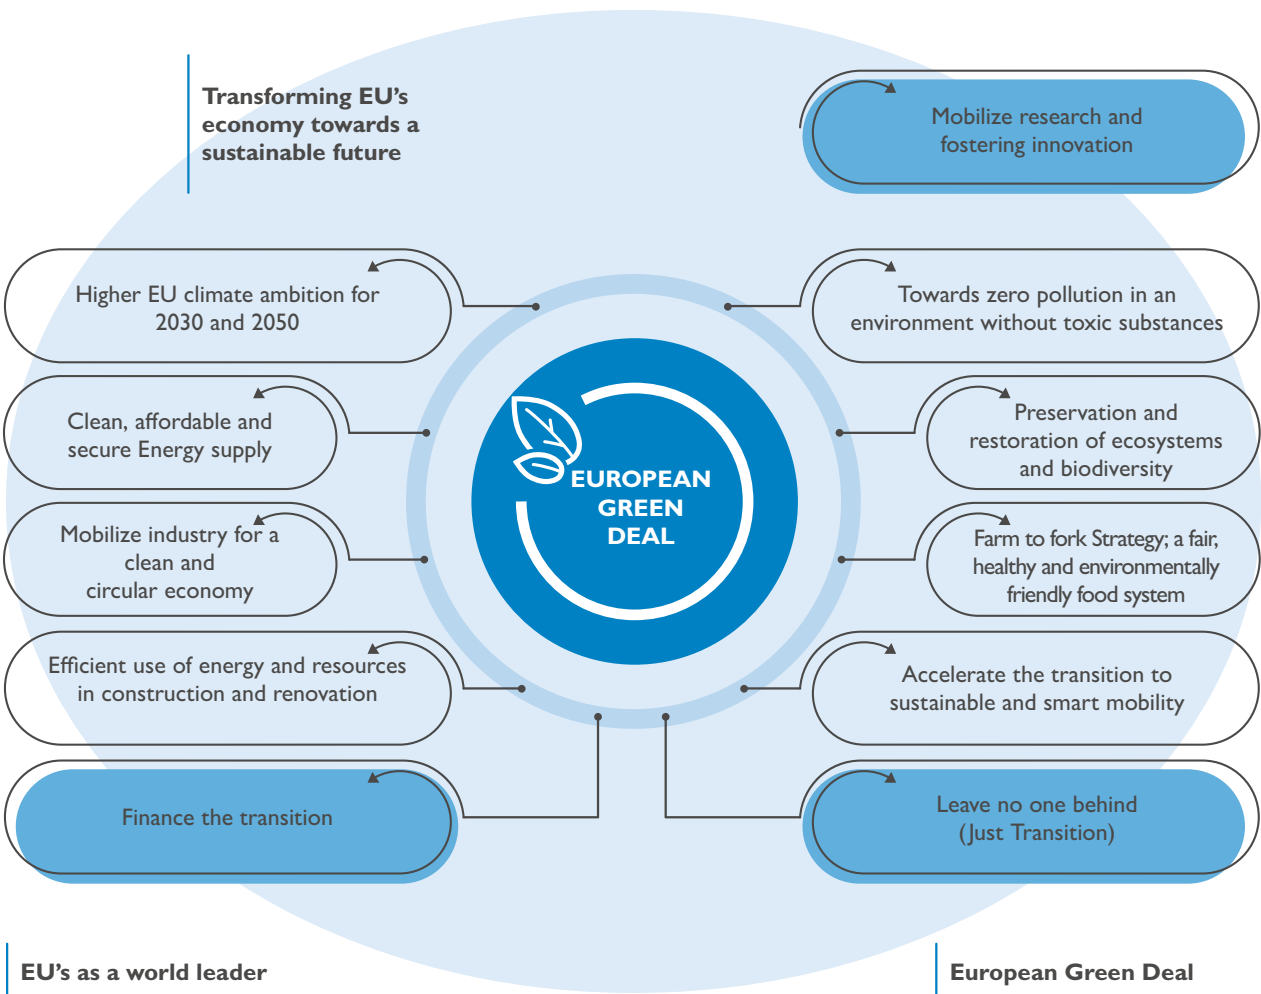 Transforming EU's
economy towards a
sustainable future
Mobilize research and
fostering innovation
Higher EU climate ambition for
2030 and 2050
Towards zero pollution in an
environment without toxic substances
Clean, affordable and
secure Energy supply
Preservation and
restoration of ecosystems
and biodiversity
EUROPEAN
GREEN
DEAL
Mobilize industry for a
clean and
circular economy
Farm to fork Strategy; a fair,
healthy and environmentally
friendly food system
Efficient use of energy and resources
in construction and renovation
Accelerate the transition to
sustainable and smart mobility
Finance the transition
Leave no one behind
(Just Transition)
EU's as a world leader
European Green Deal